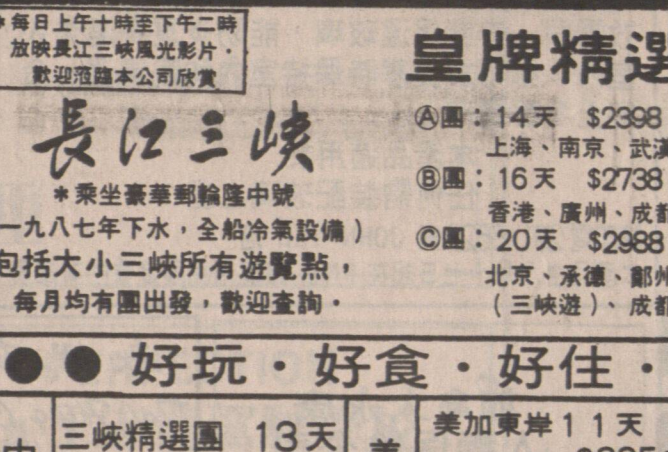 *每日上午十時至下午二時
放映長江三峽風光影片。
歡迎蒞臨本公司欣賞
長江三峽
*乘坐豪華郵輪隆中號
一九八七年下水，全船冷氣設備）
包括大小三峽所有遊覽點，
每月均有團出發，歡迎查詢。
皇牌精選
Ⓐ團：14天 $2398
上海、南京、武漢
Ⓑ團：16天 $2738
香港、廣州、成都
Ⓒ團：20天 $2988
北京、承德、鄭州
（三峽遊）、成都
●●好玩・好食・好住・
三峽精選團 13天
美加東岸11天